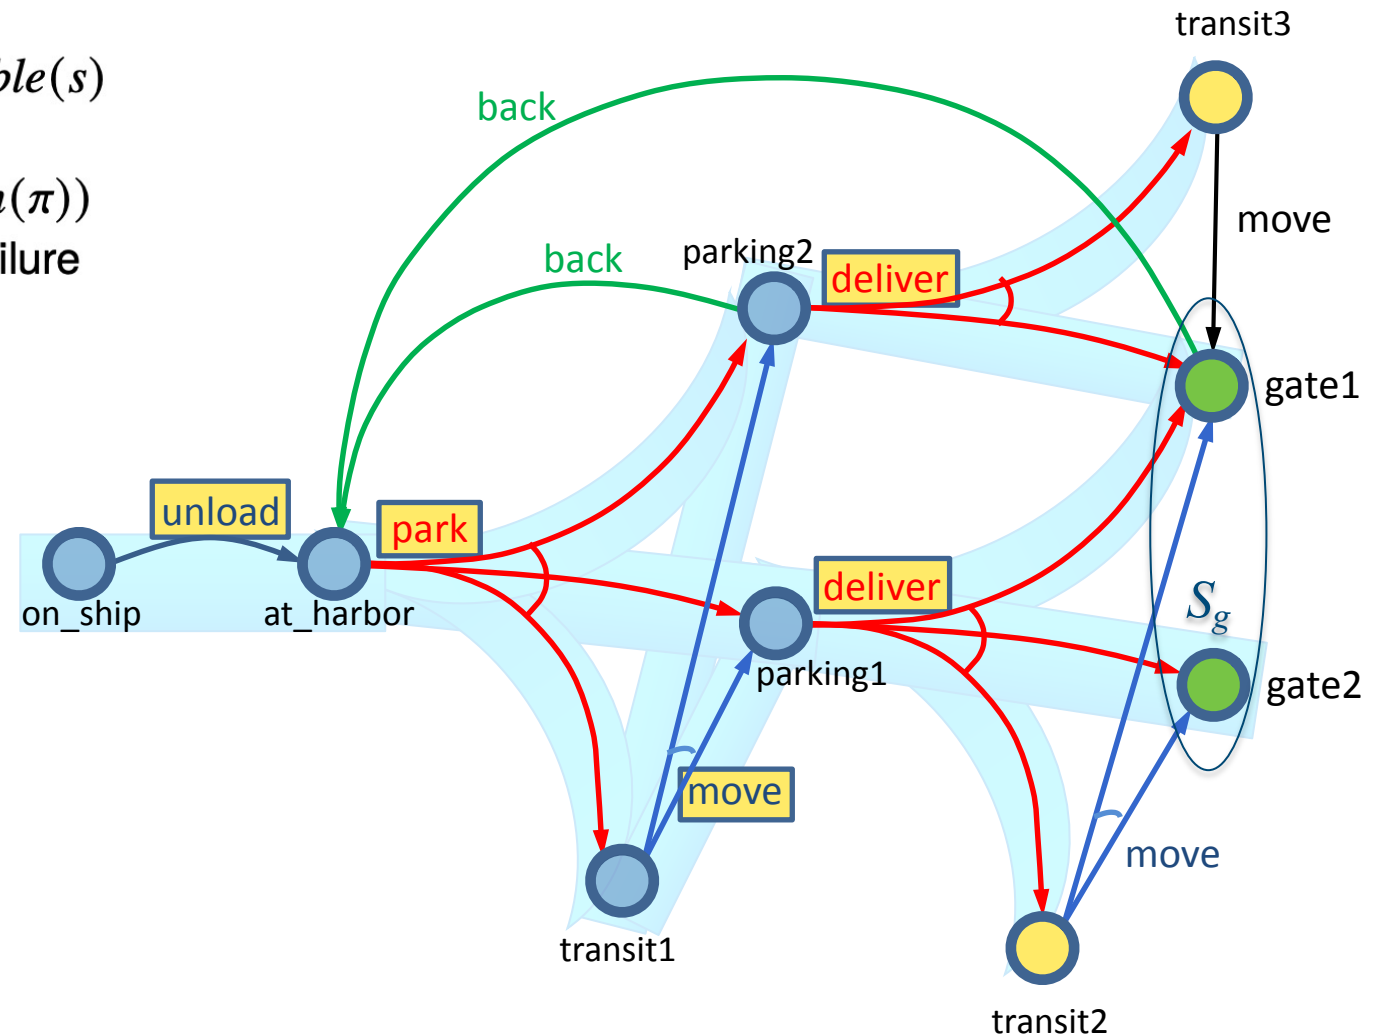 transit3
ble(s)
back
n(π))
move
ilure
parking2
back
deliver
gate1
unload
park
deliver
on_ship
at_harbor
S_g
parking1
gate2
move
move
transit1
transit2